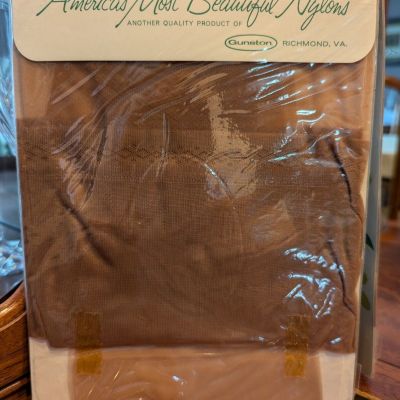 America's Most Beautiful Nylons
ANOTHER QUALITY PRODUCT OF
Gunston RICHMOND, VA.